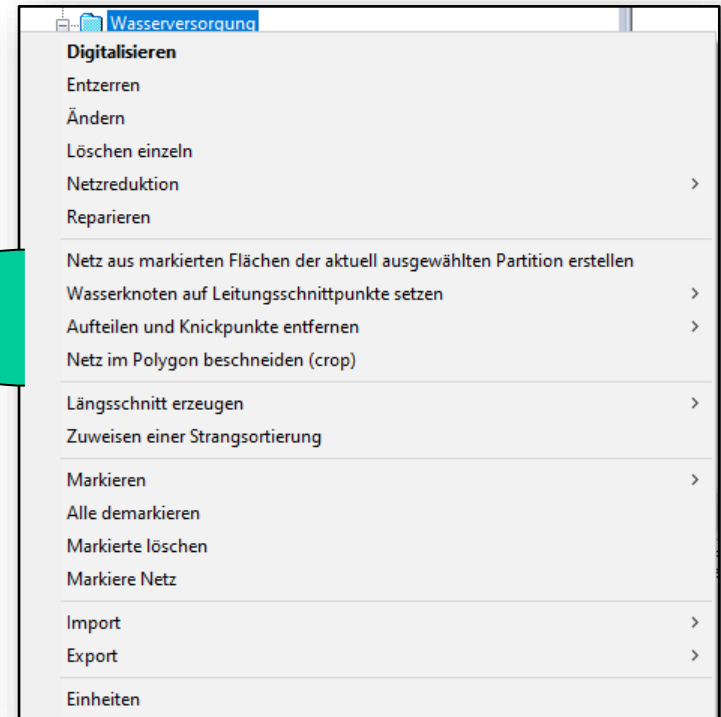 Wasserversorgung
Digitalisieren
Entzerren
Ändern
Löschen einzeln
Netzreduktion
Reparieren
Netz aus markierten Flächen der aktuell ausgewählten Partition erstellen
Wasserknoten auf Leitungsschnittpunkte setzen
Aufteilen und Knickpunkte entfernen
Netz im Polygon beschneiden (crop)
Längsschnitt erzeugen
Zuweisen einer Strangsortierung
Markieren
Alle demarkieren
Markierte löschen
Markiere Netz
Import
Export
Einheiten